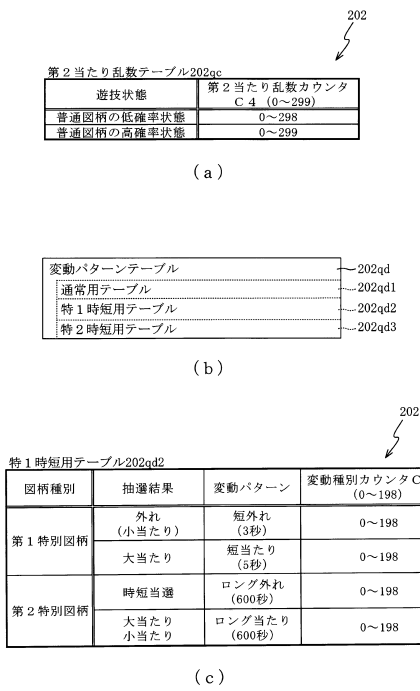 202
第2当たり乱数テーブル202qc
遊技状態
第2当たり乱数カウンタ
C4（0～299）
普通図柄の低確率状態
0～298
普通図柄の高確率状態
0～299
(a)
変動パターンテーブル
202qd
通常用テーブル
202qd1
特1時短用テーブル
202qd2
特2時短用テーブル
202qd3
(b)
202
特1時短用テーブル202qd2
図柄種別
抽選結果
変動パターン
変動種別カウンタC
(0～198)
第1特別図柄
外れ
(小当たり)
短外れ
(3秒)
0～198
大当たり
短当たり
(5秒)
0～198
第2特別図柄
時短当選
ロング外れ
(600秒)
0～198
大当たり
小当たり
ロング当たり
(600秒)
0～198
(c)